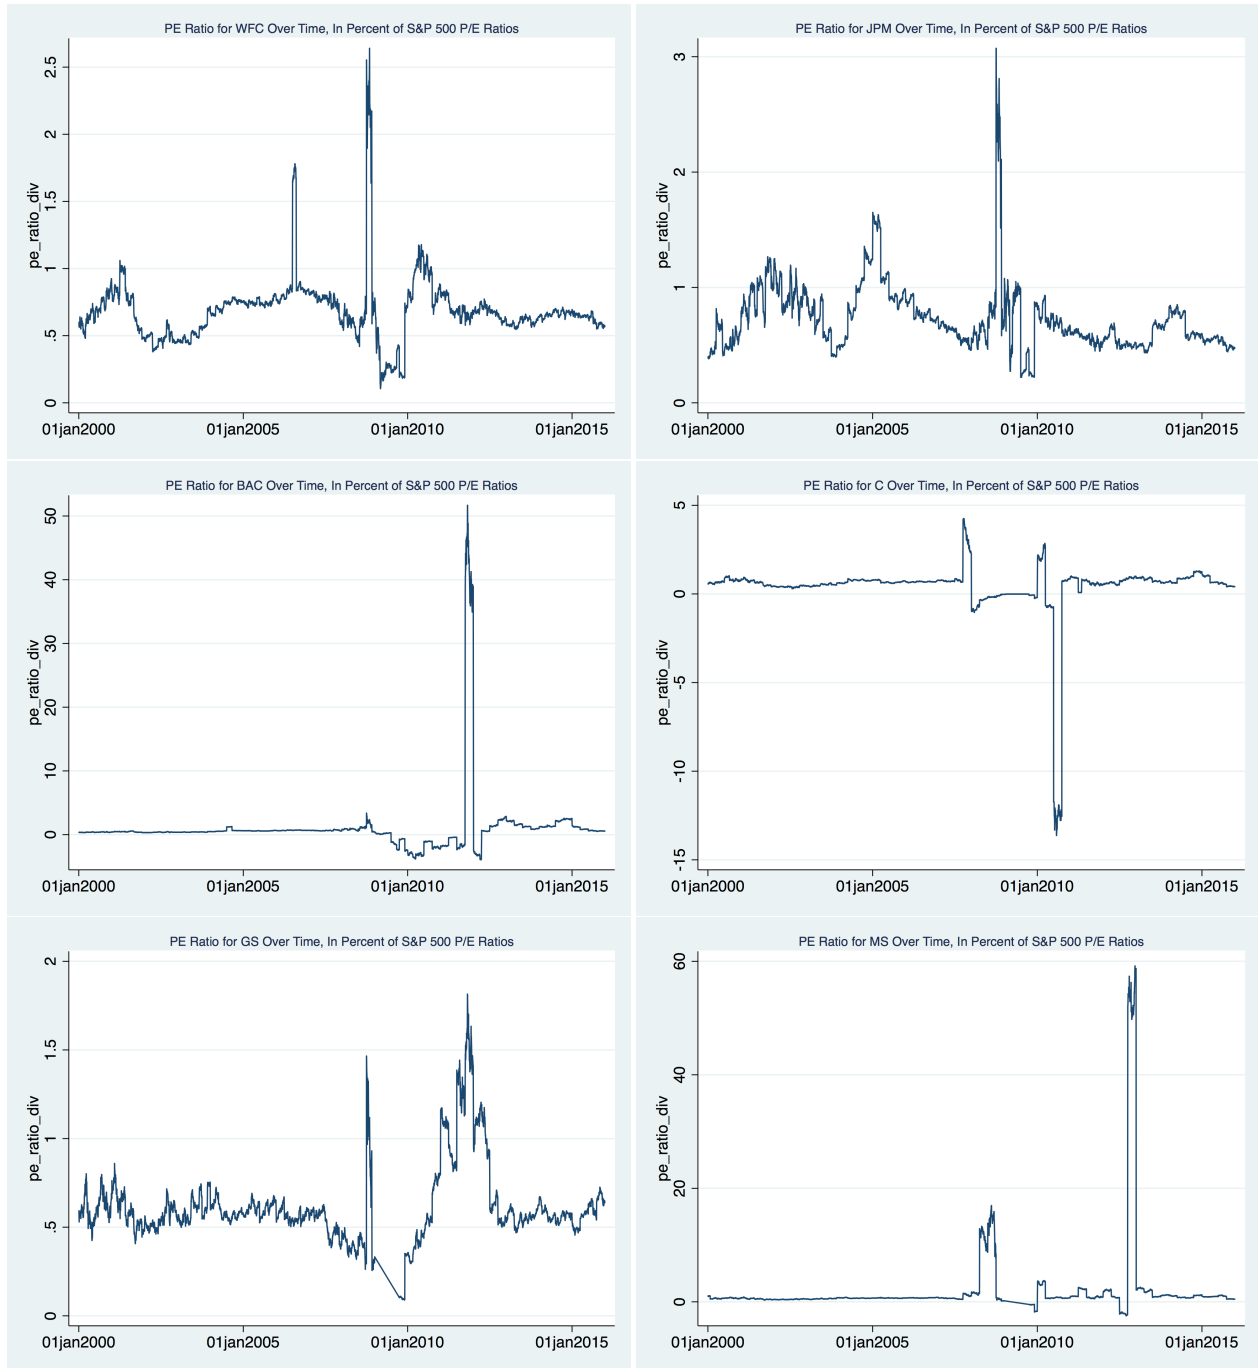 PE Ratio for WFC Over Time, In Percent of S&P 500 P/E Ratios
pe_ratio_div
2.5
2
1.5
1
.5
0
01jan2000 01jan2005 01jan2010 01jan2015
PE Ratio for JPM Over Time, In Percent of S&P 500 P/E Ratios
pe_ratio_div
3
2
1
0
01jan2000 01jan2005 01jan2010 01jan2015
PE Ratio for BAC Over Time, In Percent of S&P 500 P/E Ratios
pe_ratio_div
50
40
30
20
10
0
01jan2000 01jan2005 01jan2010 01jan2015
PE Ratio for C Over Time, In Percent of S&P 500 P/E Ratios
pe_ratio_div
5
0
-5
-10
-15
01jan2000 01jan2005 01jan2010 01jan2015
PE Ratio for GS Over Time, In Percent of S&P 500 P/E Ratios
pe_ratio_div
2
1.5
1
.5
0
01jan2000 01jan2005 01jan2010 01jan2015
PE Ratio for MS Over Time, In Percent of S&P 500 P/E Ratios
pe_ratio_div
60
40
20
0
01jan2000 01jan2005 01jan2010 01jan2015